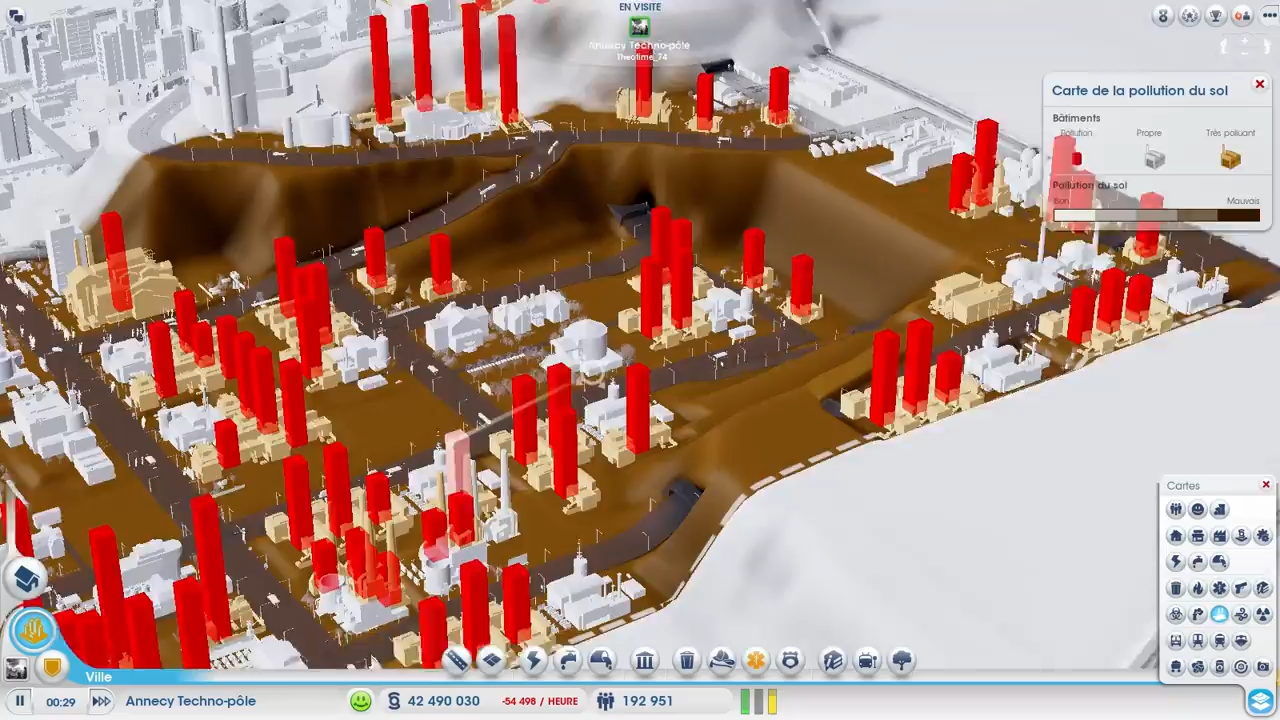 EN VISITE
Annecy Techno-pôle
Theotime_74
Carte de la pollution du sol
Bâtiments
Pollution Propre Très polluant
Pollution du sol
Bon Mauvais
Cartes
Ville
00:29 Annecy Techno-pôle 42 490 030 -54 498 / HEURE 192 951